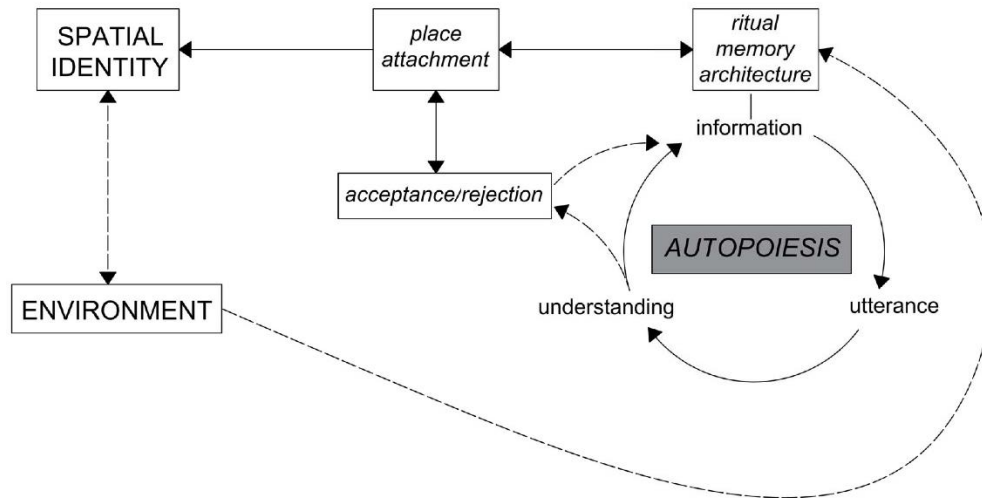 SPATIAL
IDENTITY
place
attachment
ritual
memory
architecture
information
acceptance/rejection
AUTOPOIESIS
ENVIRONMENT
understanding
utterance